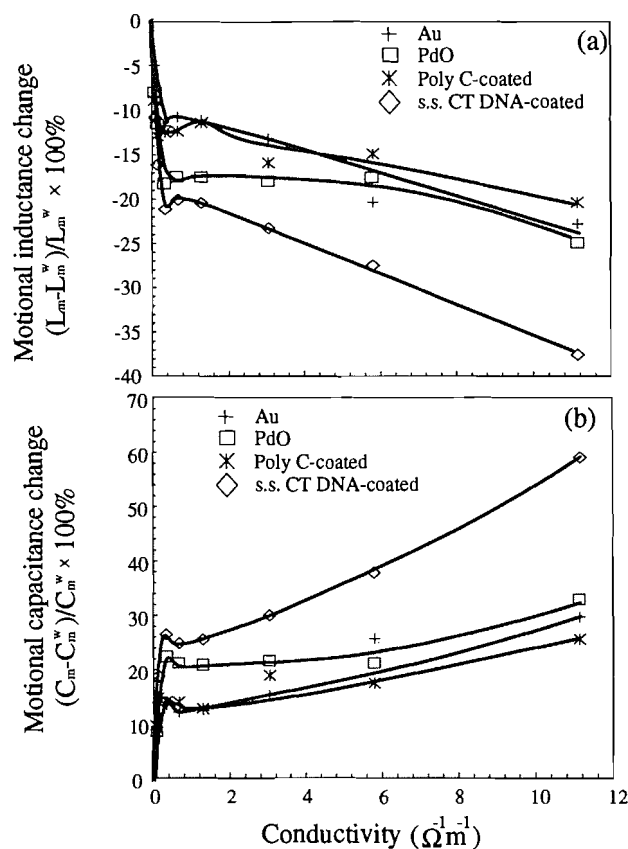 (a)
+ Au
□ PdO
✳ Poly C-coated
◇ s.s. CT DNA-coated
Motional inductance change
(Lₘ-Lₘʷ)/Lₘʷ × 100%
0
-5
-10
-15
-20
-25
-30
-35
-40
(b)
+ Au
□ PdO
✳ Poly C-coated
◇ s.s. CT DNA-coated
Motional capacitance change
(Cₘ-Cₘʷ)/Cₘʷ × 100%
70
60
50
40
30
20
10
0
0 2 4 6 8 10 12
Conductivity (Ω⁻¹m⁻¹)